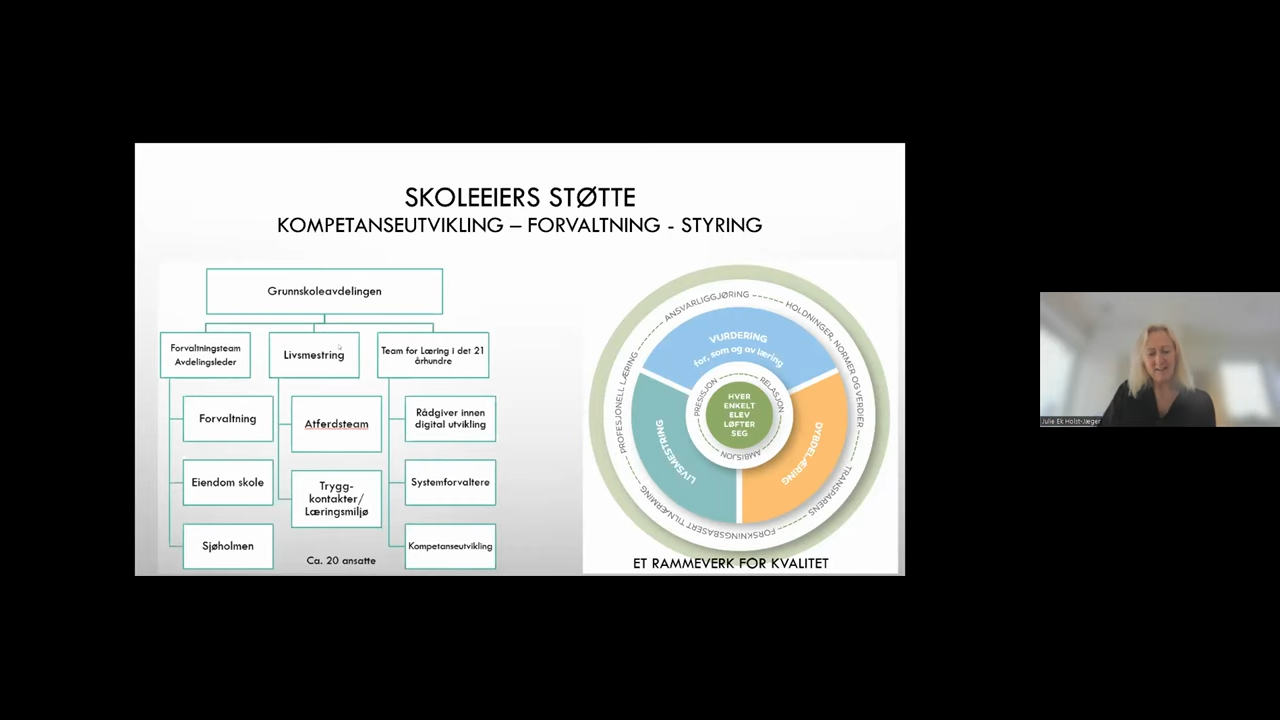 SKOLEEIERS STØTTE
KOMPETANSEUTVIKLING – FORVALTNING - STYRING
Grunnskoleavdelingen
Forvaltningsteam
Avdelingsleder
Livsmestring
Team for Læring i det 21
århundre
Forvaltning
Atferdsteam
Rådgiver innen
digital utvikling
Eiendom skole
Trygg-
kontakter/
Læringsmiljø
Systemforvaltere
Sjøholmen
Kompetanseutvikling
Ca. 20 ansatte
ANSVARLIGGJØRING
HOLDNINGER, NORMER OG VERDIER
TRANSPARENS
FORSKNINGSBASERT TILNÆRMING
PROFESJONELL LÆRING
VURDERING
for, som og av læring
DYBDELÆRING
LIVSMESTRING
PRESISJON
RELASJON
AMBISJON
HVER
ENKELT
ELEV
LØFTER
SEG
ET RAMMEVERK FOR KVALITET
Julie Ek Holst-Jæger